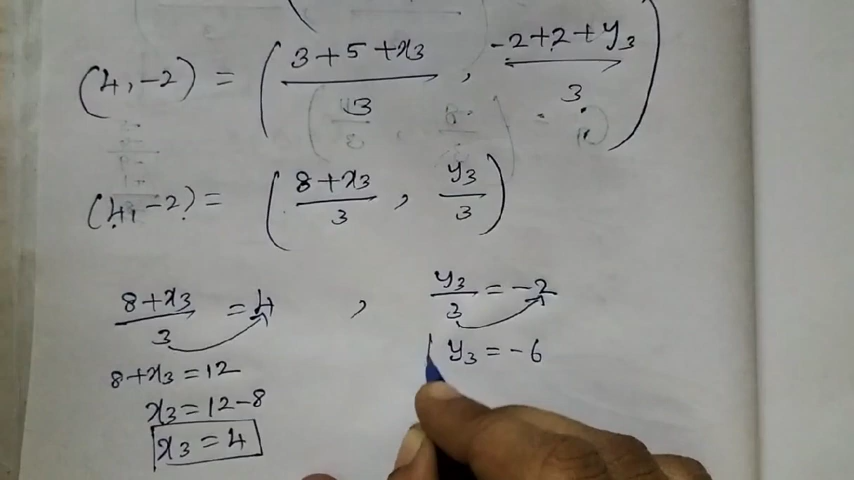 (4, -2) = ( 3+5+x₃ / 3 , -2+2+y₃ / 3 )
(4, -2) = ( 8+x₃ / 3 , y₃ / 3 )
8+x₃ / 3 = 4 , y₃ / 3 = -2
8+x₃ = 12
y₃ = -6
x₃ = 12-8
x₃ = 4